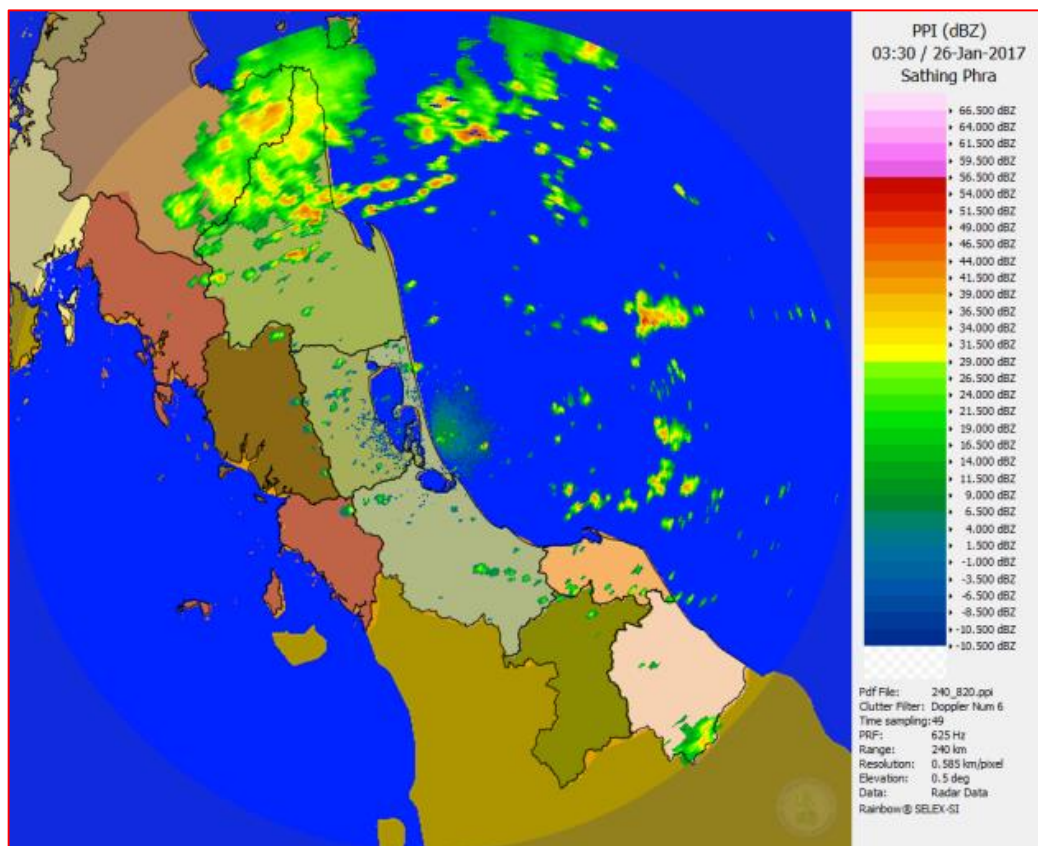 PPI (dBZ)
03:30 / 26-Jan-2017
Sathing Phra
66.500 dBZ
64.000 dBZ
61.500 dBZ
59.500 dBZ
56.500 dBZ
54.000 dBZ
51.500 dBZ
49.000 dBZ
46.500 dBZ
44.000 dBZ
41.500 dBZ
39.000 dBZ
36.500 dBZ
34.000 dBZ
31.500 dBZ
29.000 dBZ
26.500 dBZ
24.000 dBZ
21.500 dBZ
19.000 dBZ
16.500 dBZ
14.000 dBZ
11.500 dBZ
9.000 dBZ
6.500 dBZ
4.000 dBZ
1.500 dBZ
-1.000 dBZ
-3.500 dBZ
-6.500 dBZ
-8.500 dBZ
-10.500 dBZ
-10.500 dBZ
Pdf File: 240_820.ppi
Clutter Filter: Doppler Num 6
Time sampling:49
PRF: 625 Hz
Range: 240 km
Resolution: 0.585 km/pixel
Elevation: 0.5 deg
Data: Radar Data
Rainbow® SELEX-SI